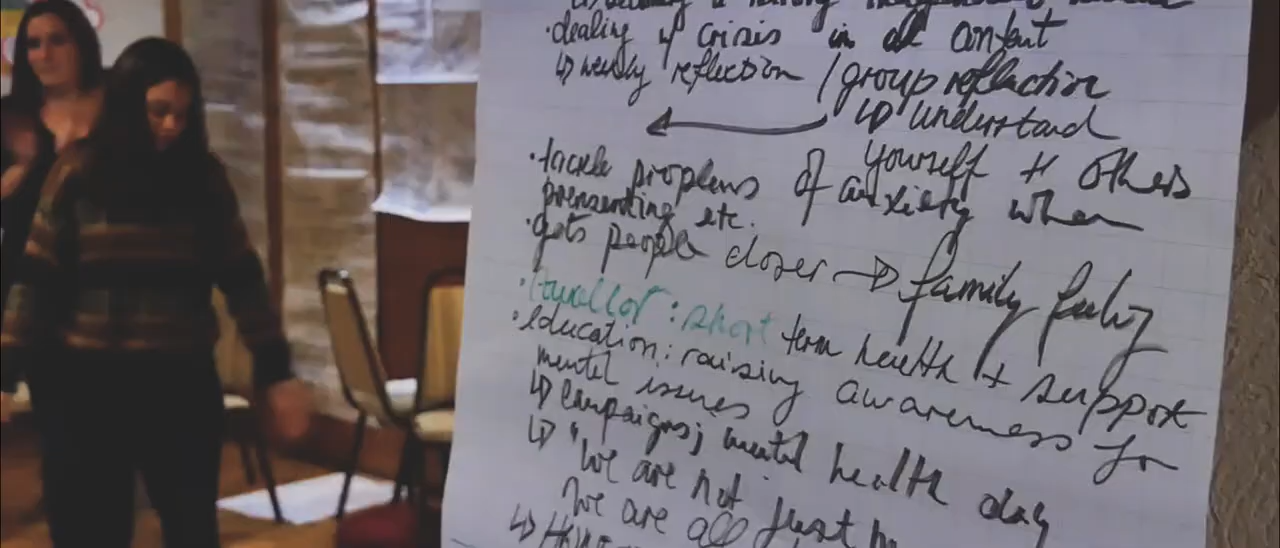 ·dealing w crisis in all context
↳ weekly reflection / group reflection
↳ understand
yourself + others
·tackle problems of anxiety when
prensenting etc.
·gets people closer → family feeling
: short term health + support
·education: raising awareness for
mental issues
↳ campaigns; mental health day
↳ "We are not just
We are all